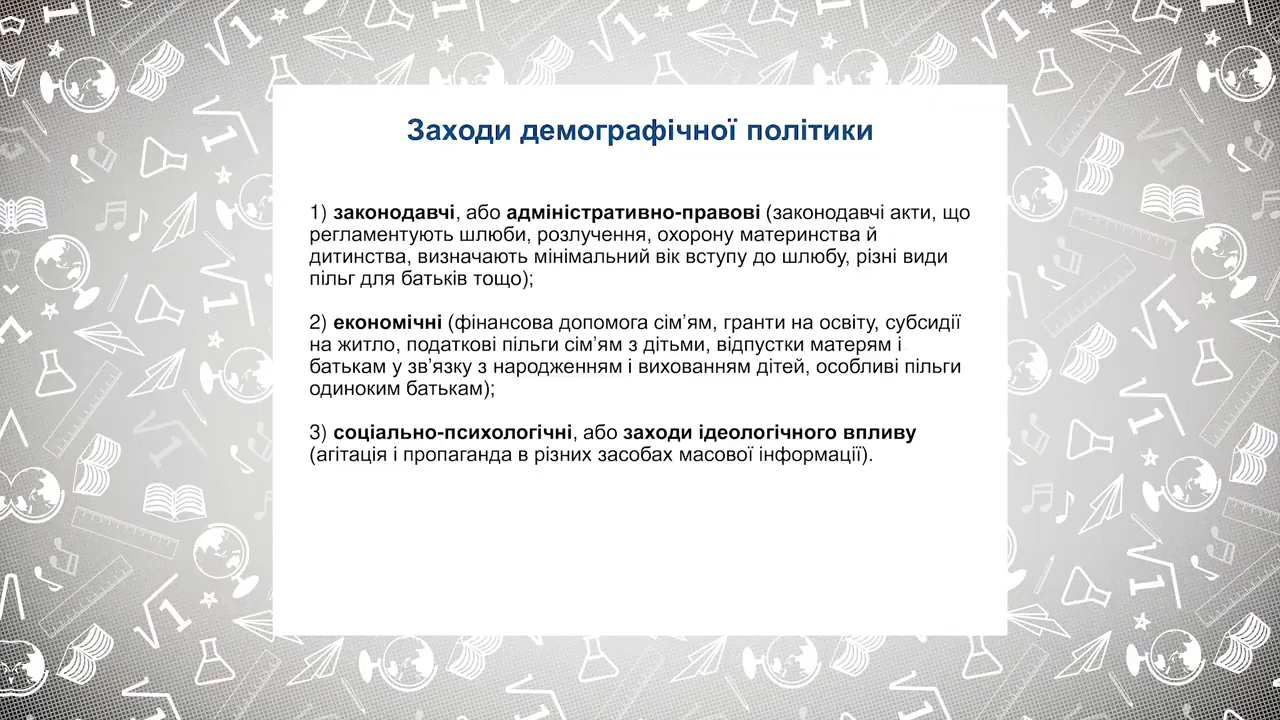 Заходи демографічної політики
1) законодавчі, або адміністративно-правові (законодавчі акти, що
регламентують шлюби, розлучення, охорону материнства й
дитинства, визначають мінімальний вік вступу до шлюбу, різні види
пільг для батьків тощо);
2) економічні (фінансова допомога сім’ям, гранти на освіту, субсидії
на житло, податкові пільги сім’ям з дітьми, відпустки матерям і
батькам у зв’язку з народженням і вихованням дітей, особливі пільги
одиноким батькам);
3) соціально-психологічні, або заходи ідеологічного впливу
(агітація і пропаганда в різних засобах масової інформації).